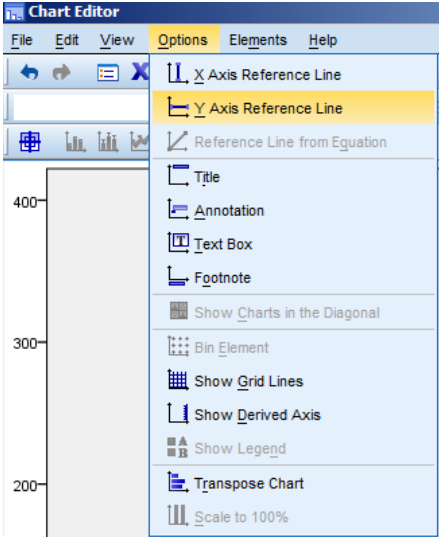 Chart Editor
File Edit View Options Elements Help
X Axis Reference Line
Y Axis Reference Line
Reference Line from Equation
Title
Annotation
Text Box
Footnote
Show Charts in the Diagonal
Bin Element
Show Grid Lines
Show Derived Axis
Show Legend
Transpose Chart
Scale to 100%
400
300
200